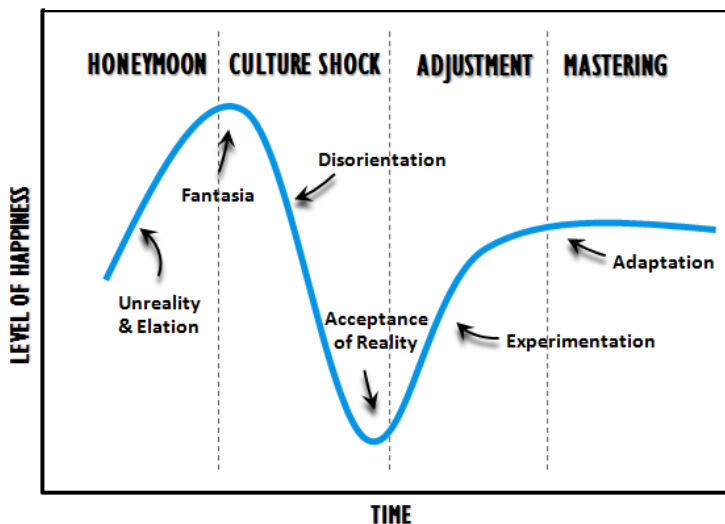 HONEYMOON
CULTURE SHOCK
ADJUSTMENT
MASTERING
Disorientation
Fantasia
Unreality
& Elation
Acceptance
of Reality
Experimentation
Adaptation
LEVEL OF HAPPINESS
TIME